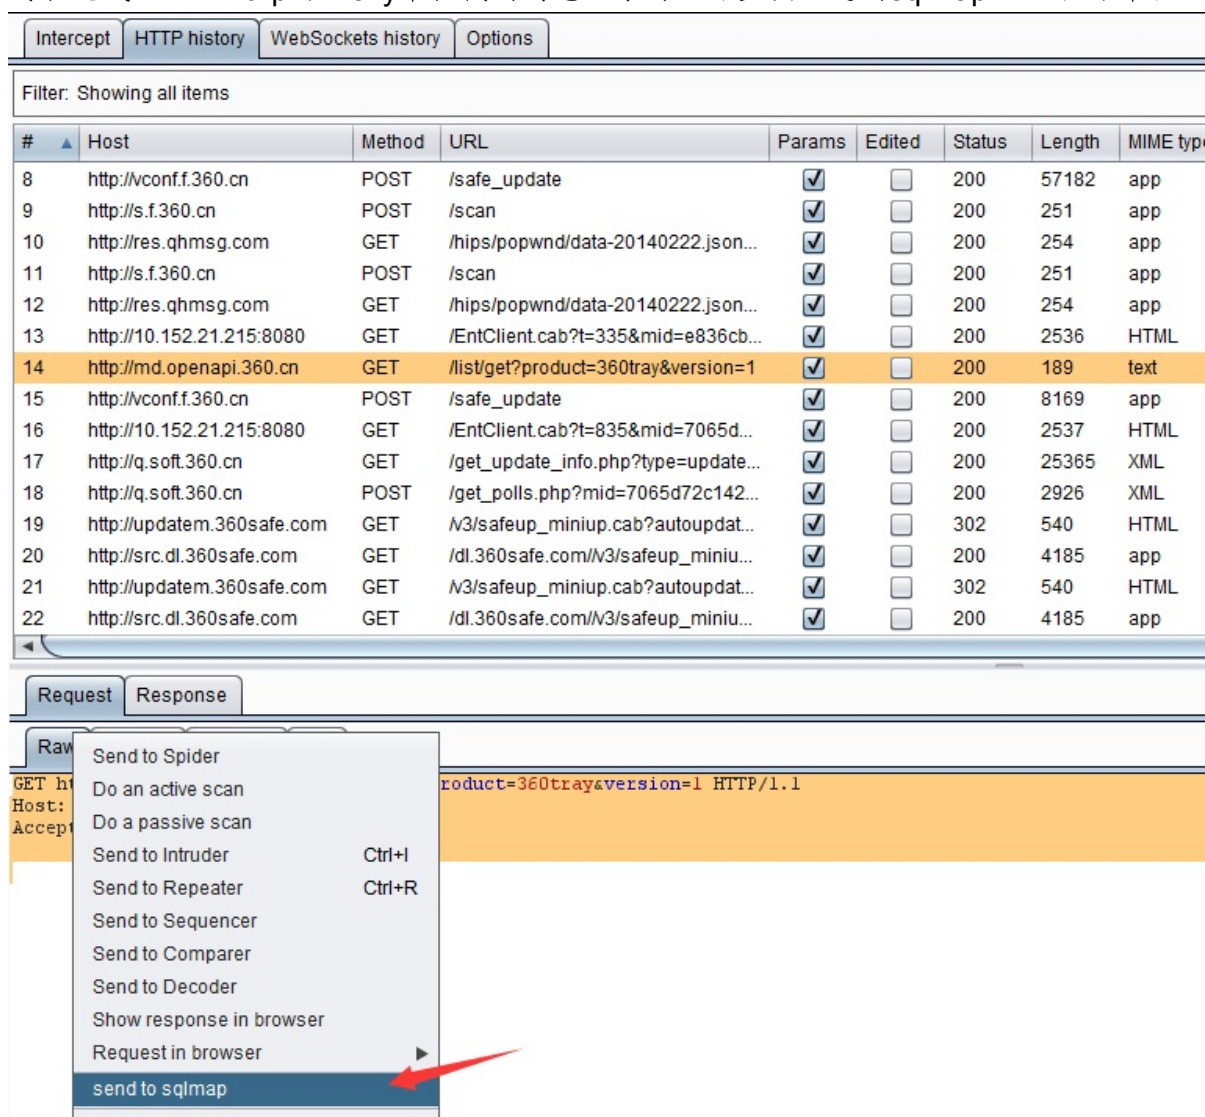 Intercept HTTP history WebSockets history Options
Filter: Showing all items
# Host Method URL Params Edited Status Length MIME type
8 http://vconf.f.360.cn POST /safe_update 200 57182 app
9 http://s.f.360.cn POST /scan 200 251 app
10 http://res.qhmsg.com GET /hips/popwnd/data-20140222.json... 200 254 app
11 http://s.f.360.cn POST /scan 200 251 app
12 http://res.qhmsg.com GET /hips/popwnd/data-20140222.json... 200 254 app
13 http://10.152.21.215:8080 GET /EntClient.cab?t=335&mid=e836cb... 200 2536 HTML
14 http://md.openapi.360.cn GET /list/get?product=360tray&version=1 200 189 text
15 http://vconf.f.360.cn POST /safe_update 200 8169 app
16 http://10.152.21.215:8080 GET /EntClient.cab?t=835&mid=7065d... 200 2537 HTML
17 http://q.soft.360.cn GET /get_update_info.php?type=update... 200 25365 XML
18 http://q.soft.360.cn POST /get_polls.php?mid=7065d72c142... 200 2926 XML
19 http://updatem.360safe.com GET /v3/safeup_miniup.cab?autoupdat... 302 540 HTML
20 http://src.dl.360safe.com GET /dl.360safe.com//v3/safeup_miniu... 200 4185 app
21 http://updatem.360safe.com GET /v3/safeup_miniup.cab?autoupdat... 302 540 HTML
22 http://src.dl.360safe.com GET /dl.360safe.com//v3/safeup_miniu... 200 4185 app
Request Response
Raw
GET ht roduct=360tray&version=1 HTTP/1.1
Host:
Accept
Send to Spider
Do an active scan
Do a passive scan
Send to Intruder Ctrl+I
Send to Repeater Ctrl+R
Send to Sequencer
Send to Comparer
Send to Decoder
Show response in browser
Request in browser
send to sqlmap